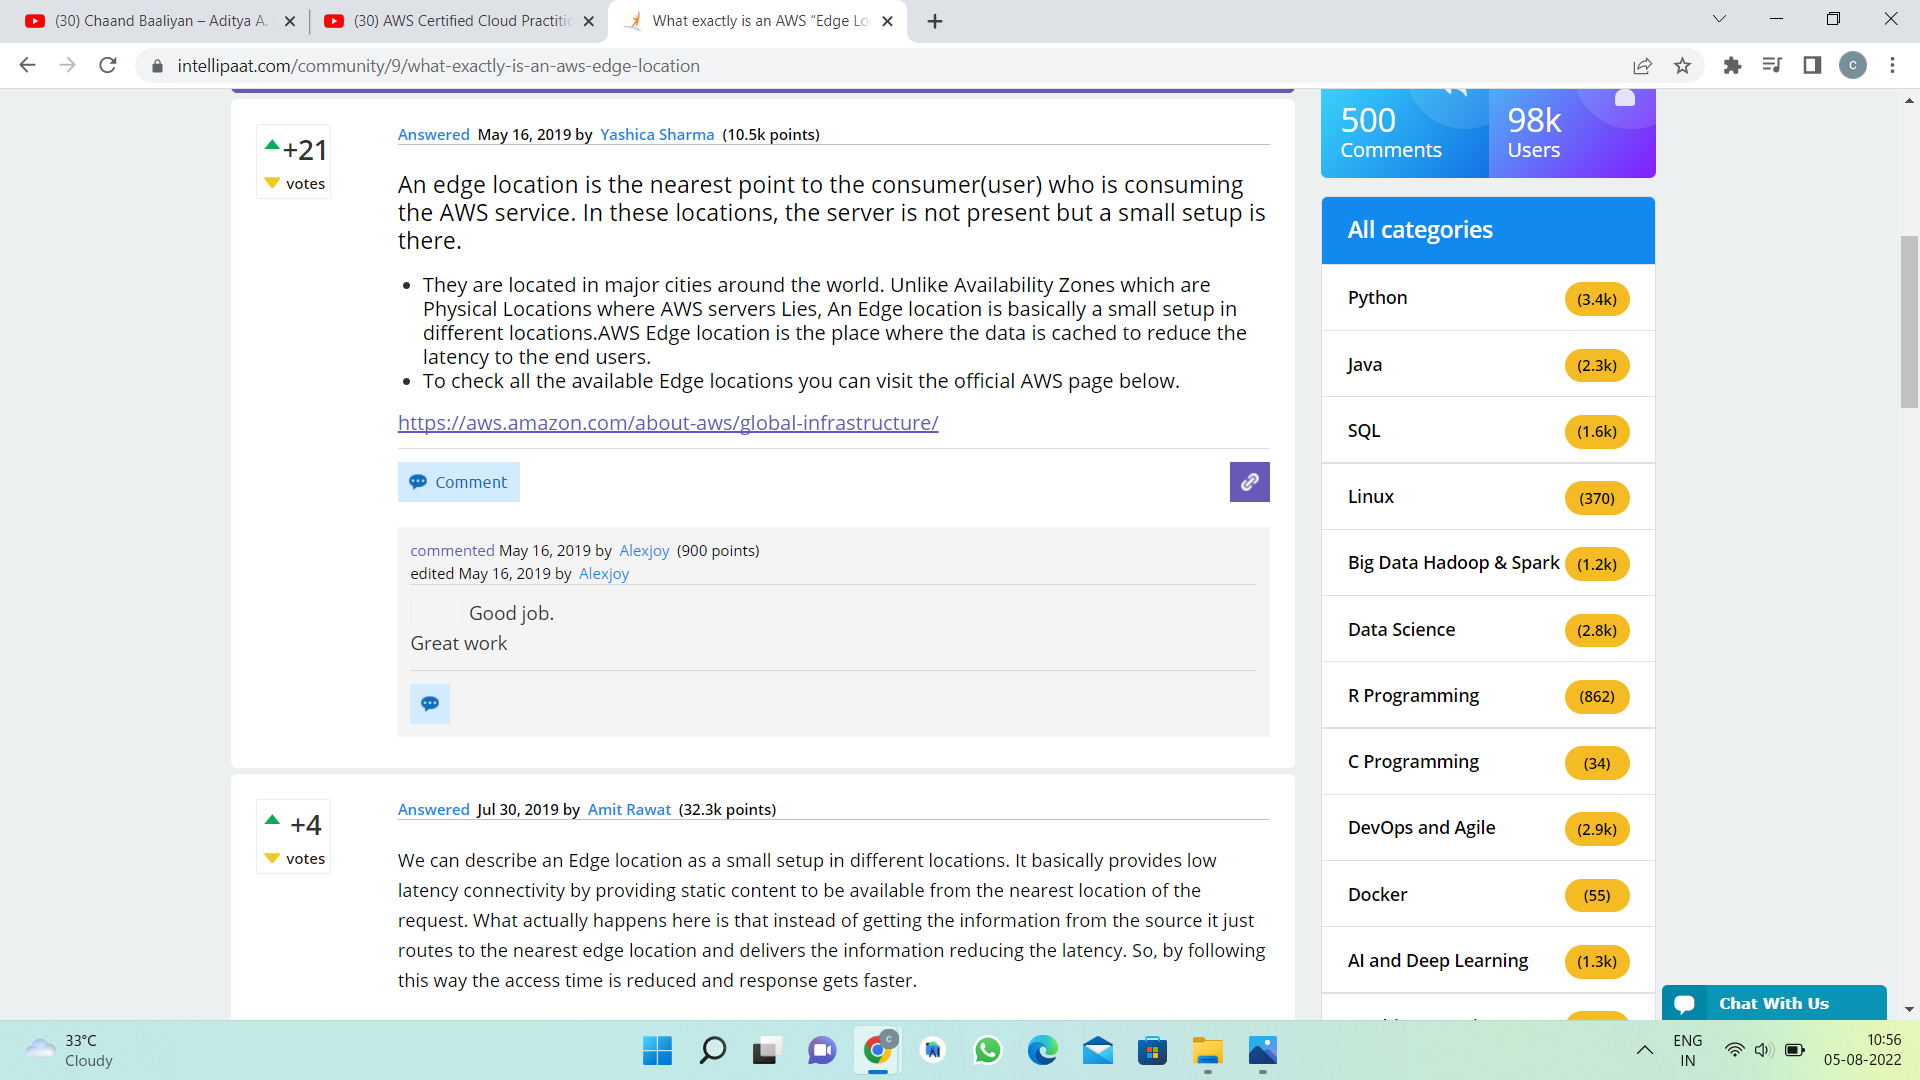 (30) Chaand Baaliyan – Aditya A.
(30) AWS Certified Cloud Practitic
What exactly is an AWS "Edge Lo
intellipaat.com/community/9/what-exactly-is-an-aws-edge-location
C
+21
votes
Answered May 16, 2019 by Yashica Sharma (10.5k points)
An edge location is the nearest point to the consumer(user) who is consuming
the AWS service. In these locations, the server is not present but a small setup is
there.
They are located in major cities around the world. Unlike Availability Zones which are
Physical Locations where AWS servers Lies, An Edge location is basically a small setup in
different locations.AWS Edge location is the place where the data is cached to reduce the
latency to the end users.
To check all the available Edge locations you can visit the official AWS page below.
https://aws.amazon.com/about-aws/global-infrastructure/
Comment
commented May 16, 2019 by Alexjoy (900 points)
edited May 16, 2019 by Alexjoy
Good job.
Great work
+4
votes
Answered Jul 30, 2019 by Amit Rawat (32.3k points)
We can describe an Edge location as a small setup in different locations. It basically provides low
latency connectivity by providing static content to be available from the nearest location of the
request. What actually happens here is that instead of getting the information from the source it just
routes to the nearest edge location and delivers the information reducing the latency. So, by following
this way the access time is reduced and response gets faster.
500
Comments
98k
Users
All categories
Python (3.4k)
Java (2.3k)
SQL (1.6k)
Linux (370)
Big Data Hadoop & Spark (1.2k)
Data Science (2.8k)
R Programming (862)
C Programming (34)
DevOps and Agile (2.9k)
Docker (55)
AI and Deep Learning (1.3k)
Chat With Us
33°C
Cloudy
ENG
IN
10:56
05-08-2022